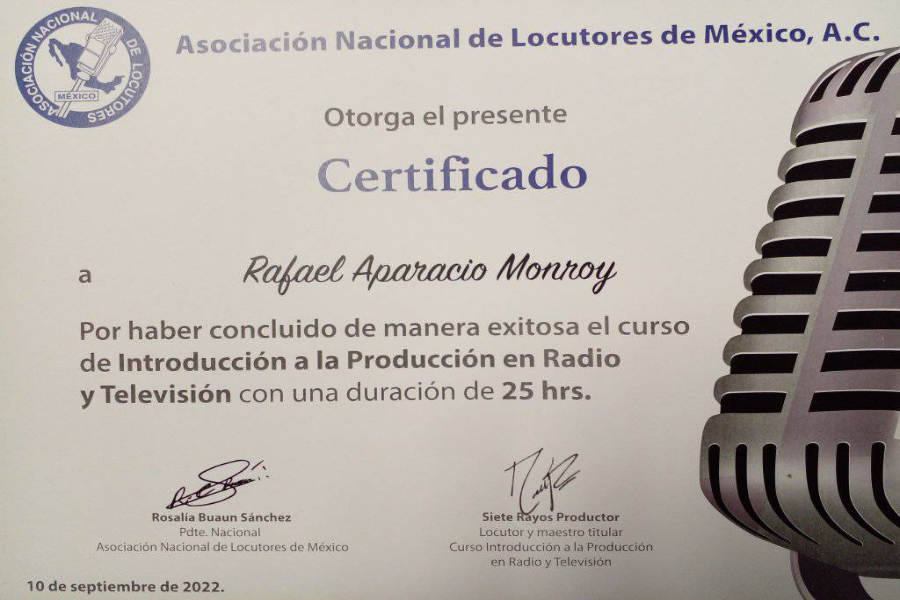 ASOCIACIÓN NACIONAL DE LOCUTORES
MÉXICO
Asociación Nacional de Locutores de México, A.C.
Otorga el presente
Certificado
a Rafael Aparacio Monroy
Por haber concluido de manera exitosa el curso
de Introducción a la Producción en Radio
y Televisión con una duración de 25 hrs.
Rosalía Buaun Sánchez
Pdte. Nacional
Asociación Nacional de Locutores de México
Siete Rayos Productor
Locutor y maestro titular
Curso Introducción a la Producción
en Radio y Televisión
10 de septiembre de 2022.